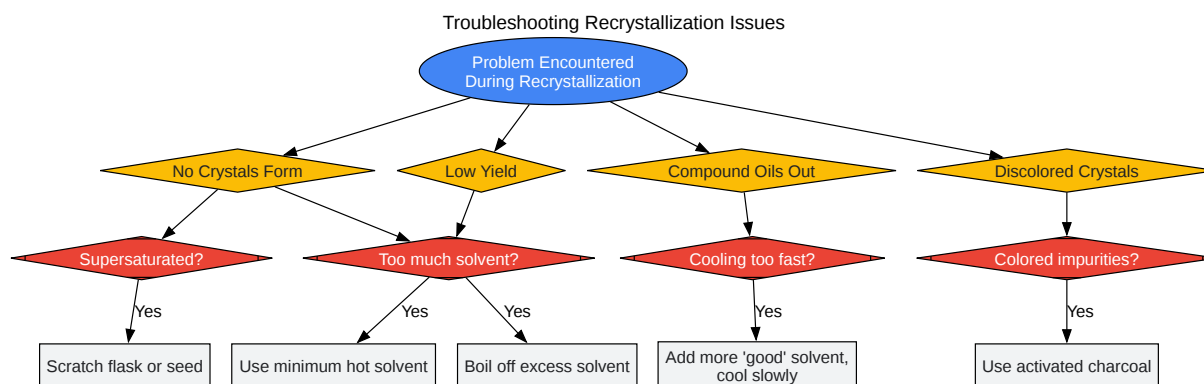 Troubleshooting Recrystallization Issues
Problem Encountered
During Recrystallization
No Crystals Form
Low Yield
Compound Oils Out
Discolored Crystals
Supersaturated?
Too much solvent?
Cooling too fast?
Colored impurities?
Yes
Yes
Yes
Yes
Yes
Scratch flask or seed
Use minimum hot solvent
Boil off excess solvent
Add more 'good' solvent,
cool slowly
Use activated charcoal